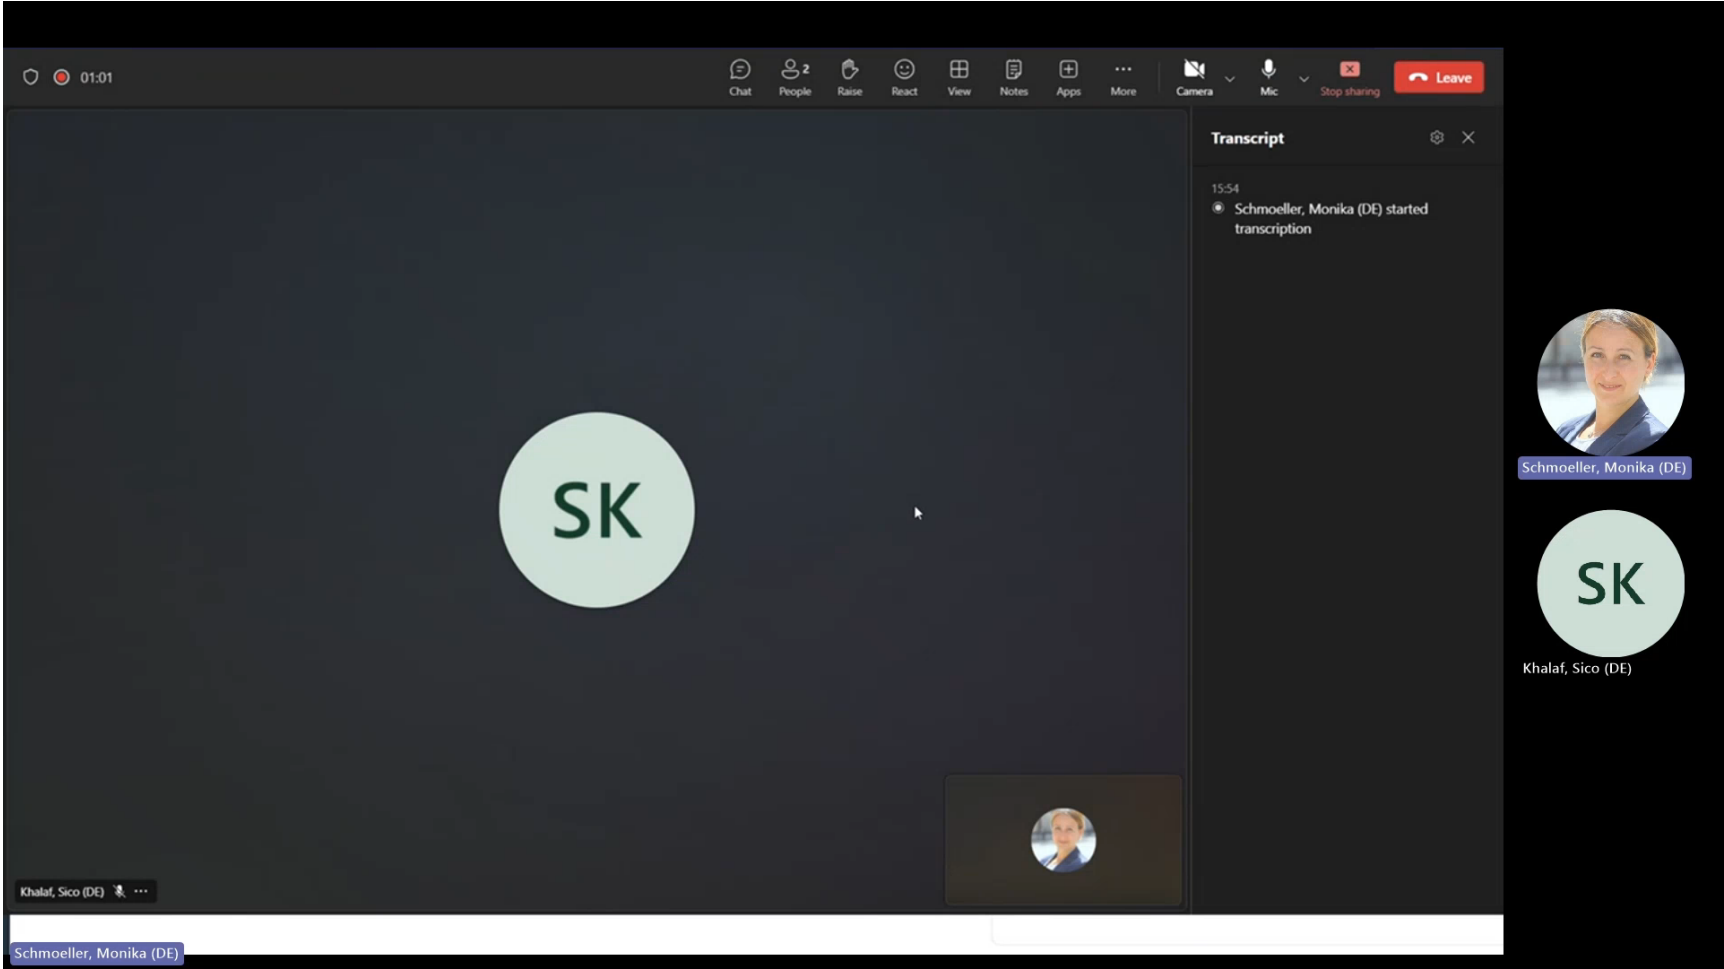 01:01
Chat
People
2
Raise
React
View
Notes
Apps
More
Camera
Mic
Stop sharing
Leave
Transcript
15:54
Schmoeller, Monika (DE) started
transcription
SK
Khalaf, Sico (DE)
Schmoeller, Monika (DE)
Schmoeller, Monika (DE)
SK
Khalaf, Sico (DE)